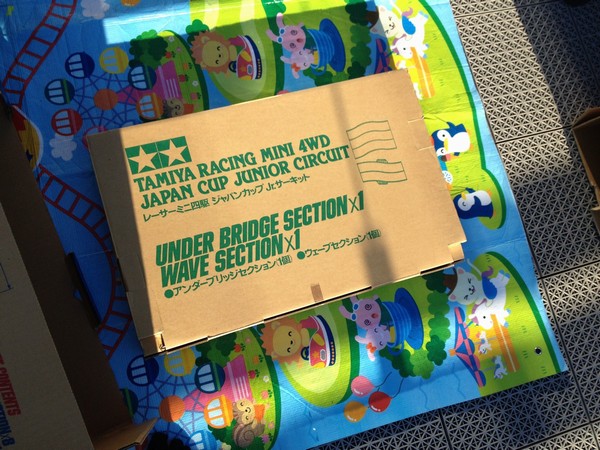 TAMIYA RACING MINI 4WD
JAPAN CUP JUNIOR CIRCUIT
レーサーミニ四駆 ジャパンカップ Jr.サーキット
UNDER BRIDGE SECTION×1
WAVE SECTION×1
●アンダーブリッジセクション(1個) ●ウェーブセクション(1個)
CONTENTS